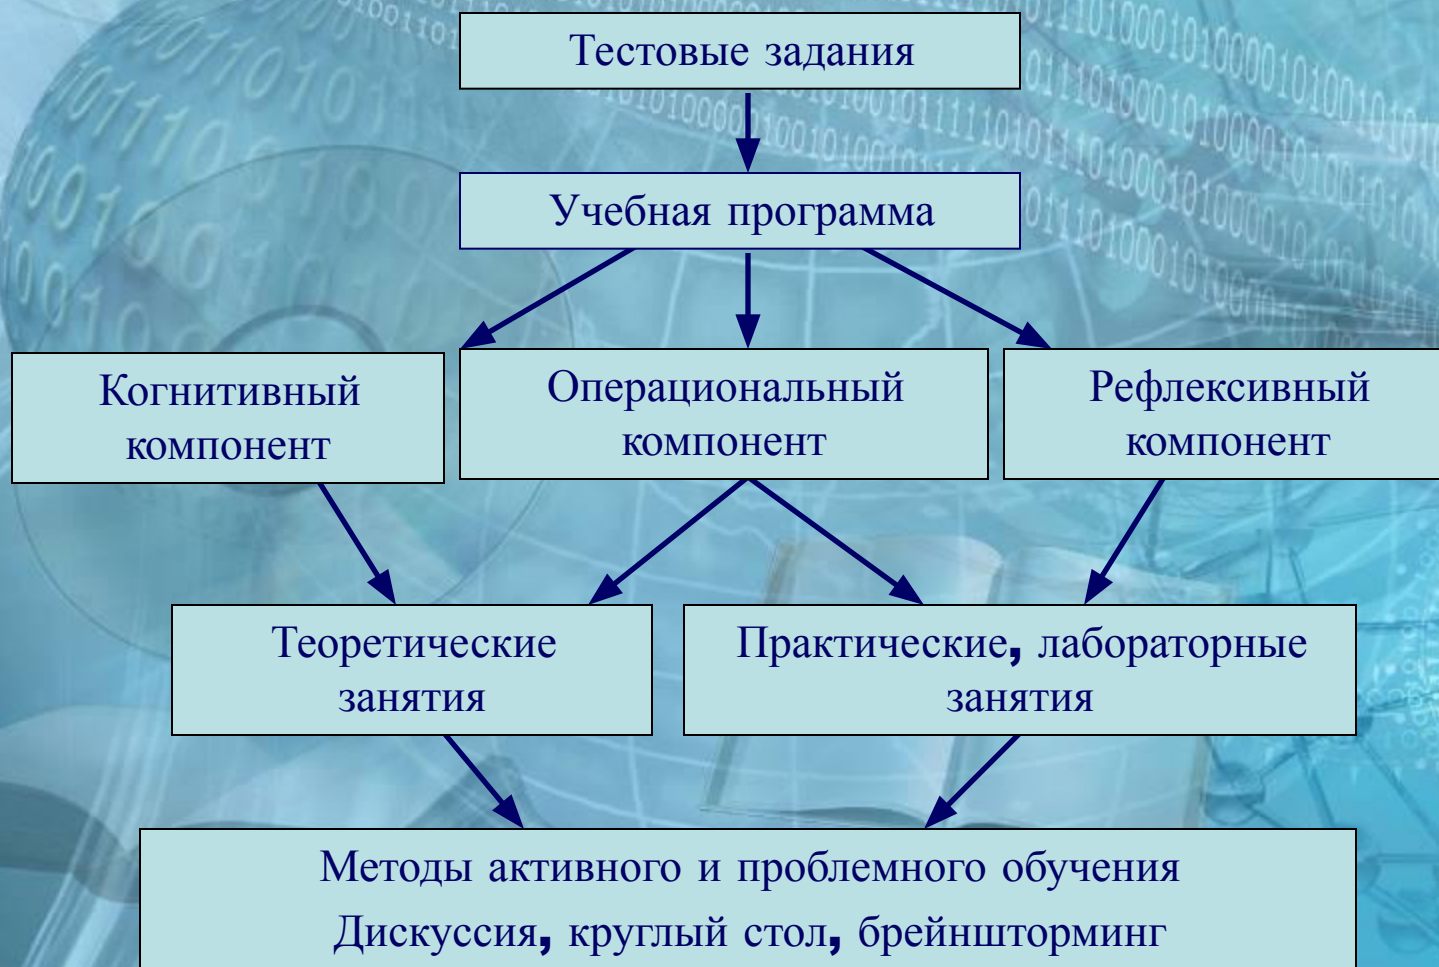 Тестовые задания
Учебная программа
Когнитивный
компонент
Операциональный
компонент
Рефлексивный
компонент
Теоретические
занятия
Практические, лабораторные
занятия
Методы активного и проблемного обучения
Дискуссия, круглый стол, брейншторминг